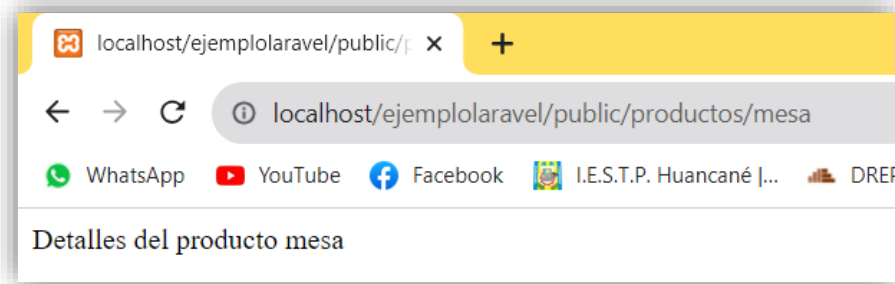 localhost/ejemplolaravel/public/
localhost/ejemplolaravel/public/productos/mesa
WhatsApp YouTube Facebook I.E.S.T.P. Huancané |... DREP
Detalles del producto mesa